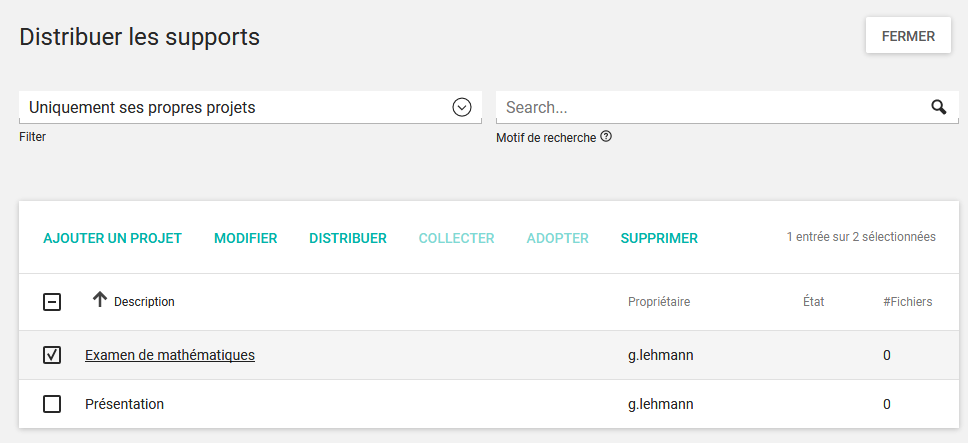 Distribuer les supports
FERMER
Uniquement ses propres projets
Search...
Filter
Motif de recherche
AJOUTER UN PROJET MODIFIER DISTRIBUER COLLECTER ADOPTER SUPPRIMER 1 entrée sur 2 sélectionnées
Description Propriétaire État #Fichiers
Examen de mathématiques g.lehmann 0
Présentation g.lehmann 0